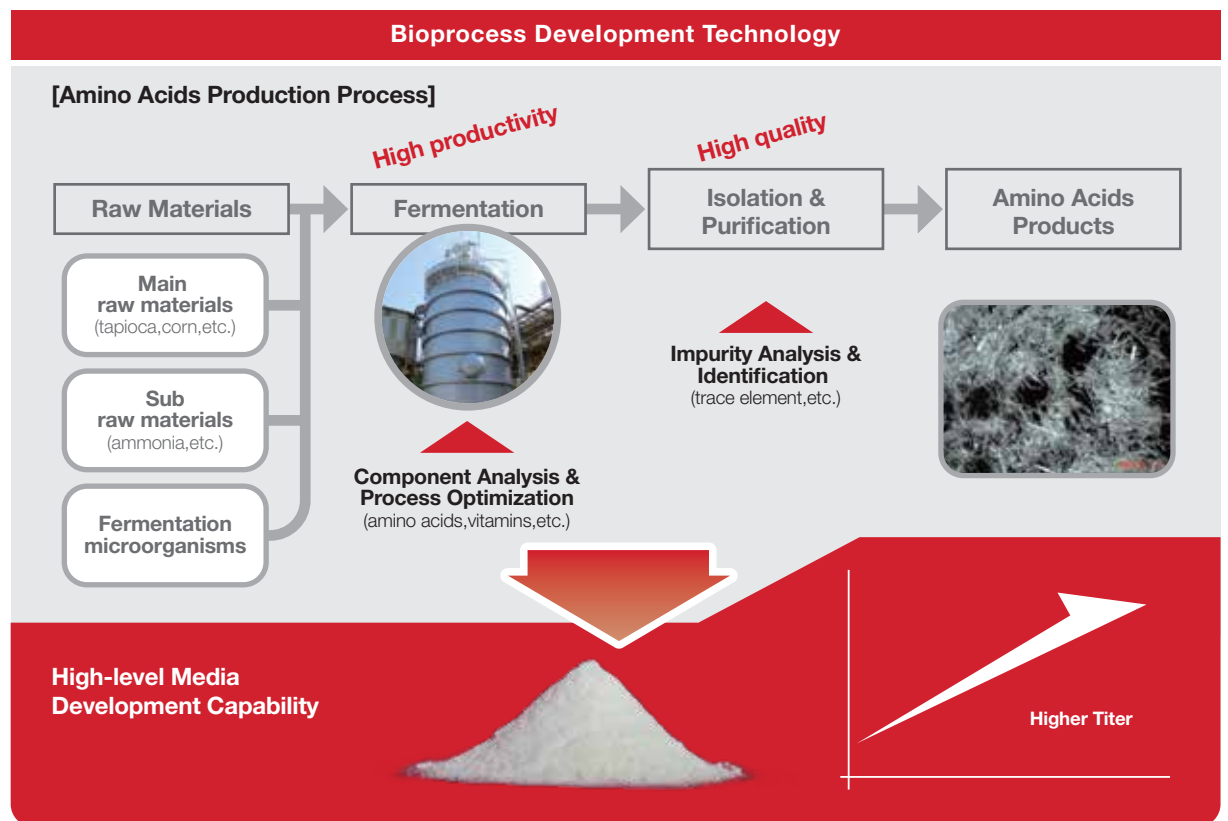 Bioprocess Development Technology
[Amino Acids Production Process]
High productivity
High quality
Raw Materials
Fermentation
Isolation &
Purification
Amino Acids
Products
Main
raw materials
(tapioca,corn,etc.)
Sub
raw materials
(ammonia,etc.)
Fermentation
microorganisms
Component Analysis &
Process Optimization
(amino acids,vitamins,etc.)
Impurity Analysis &
Identification
(trace element,etc.)
High-level Media
Development Capability
Higher Titer